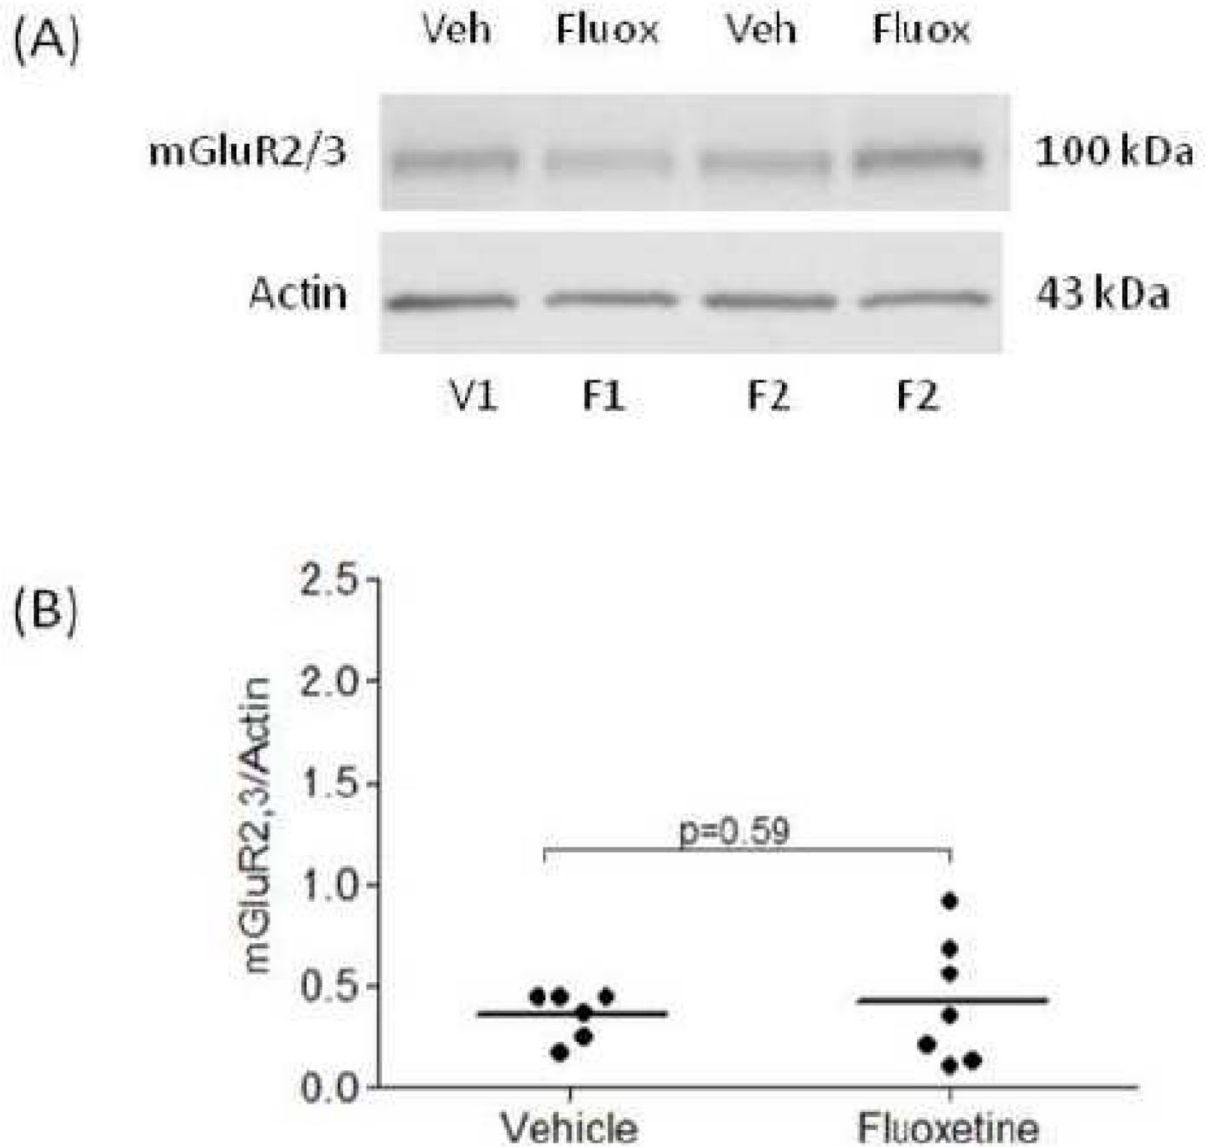 (A)
Veh Fluox Veh Fluox
mGluR2/3 100 kDa
Actin 43 kDa
V1 F1 F2 F2
(B)
2.5
2.0
1.5
1.0
0.5
0.0
mGluR2,3/Actin
p=0.59
Vehicle Fluoxetine